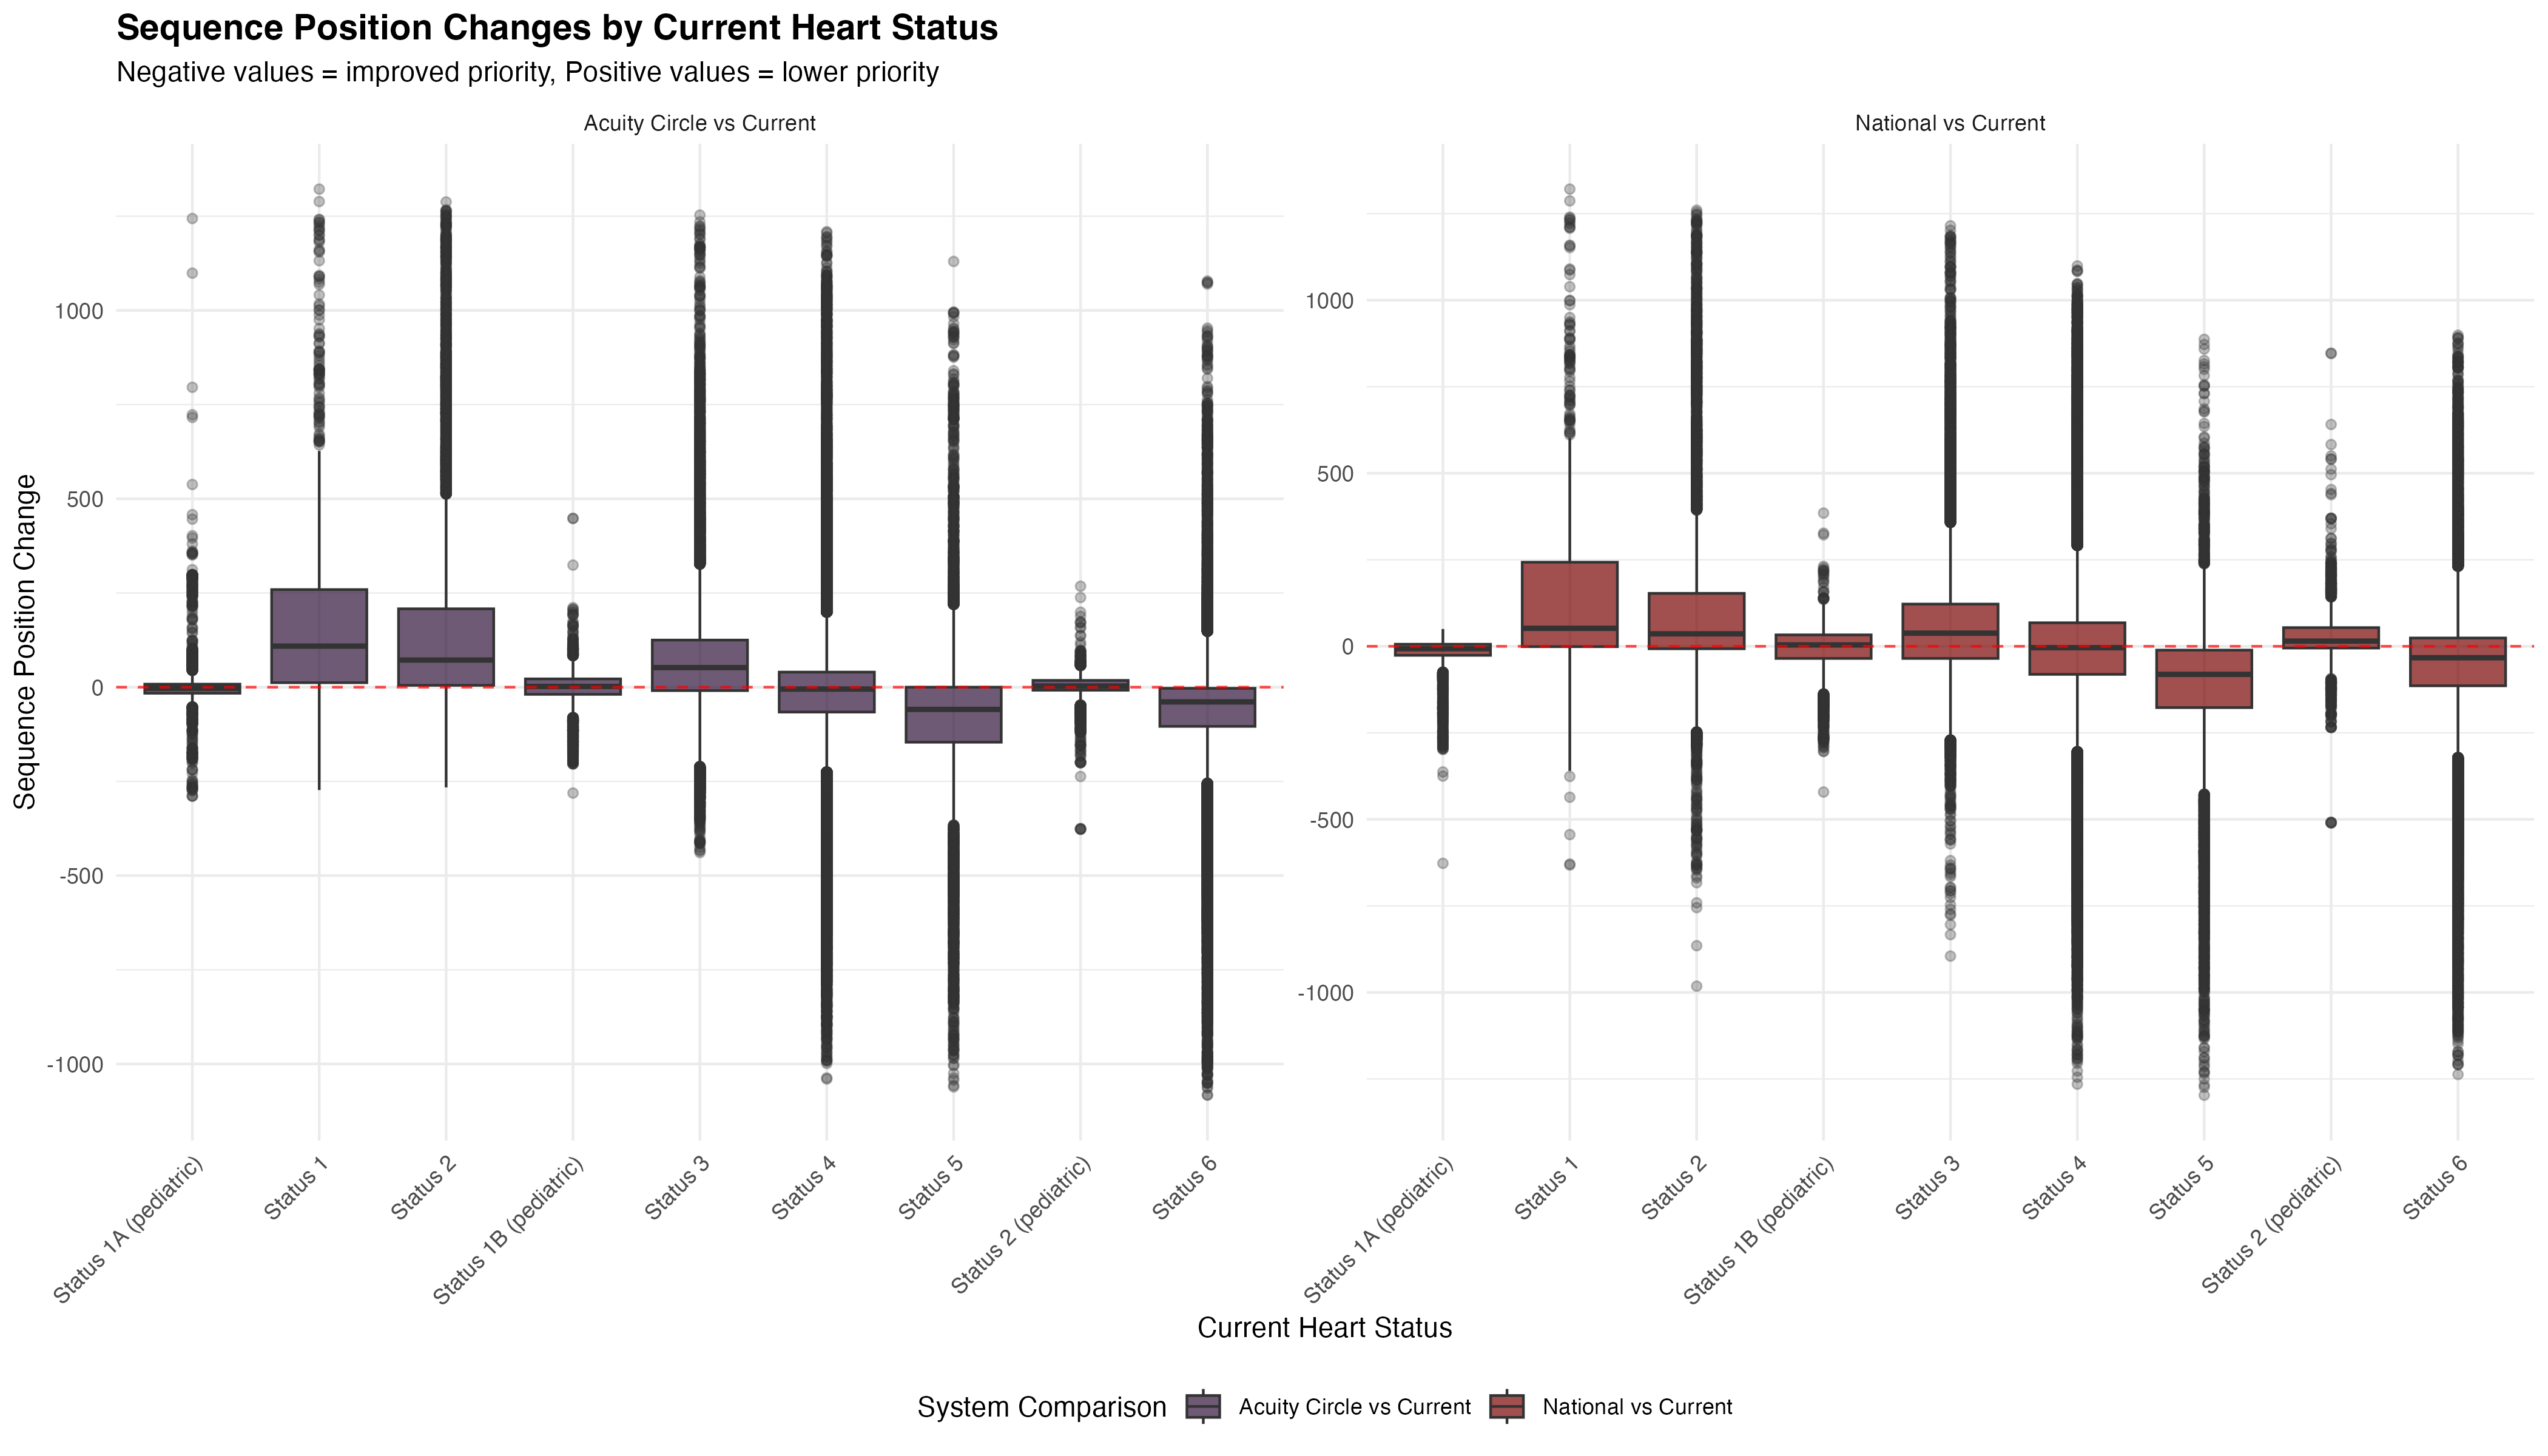 Sequence Position Changes by Current Heart Status
Negative values = improved priority, Positive values = lower priority
Acuity Circle vs Current
National vs Current
Sequence Position Change
1000
500
0
-500
-1000
1000
500
0
-500
-1000
Status 1A (pediatric)
Status 1
Status 2
Status 1B (pediatric)
Status 3
Status 4
Status 5
Status 2 (pediatric)
Status 6
Status 1A (pediatric)
Status 1
Status 2
Status 1B (pediatric)
Status 3
Status 4
Status 5
Status 2 (pediatric)
Status 6
Current Heart Status
System Comparison
Acuity Circle vs Current
National vs Current